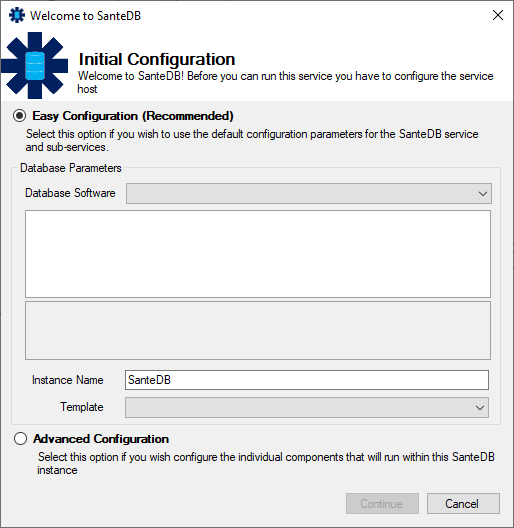 Welcome to SanteDB
Initial Configuration
Welcome to SanteDB! Before you can run this service you have to configure the service
host
Easy Configuration (Recommended)
Select this option if you wish to use the default configuration parameters for the SanteDB service
and sub-services.
Database Parameters
Database Software
Instance Name SanteDB
Template
Advanced Configuration
Select this option if you wish configure the individual components that will run within this SanteDB
instance
Continue Cancel